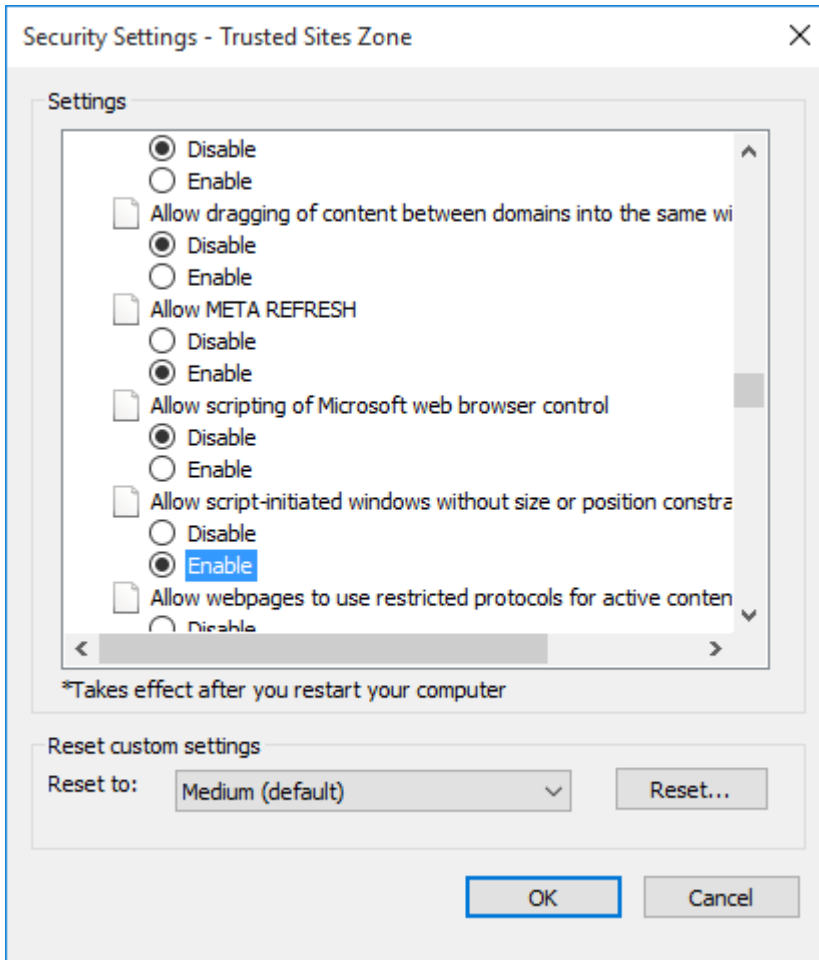 Security Settings - Trusted Sites Zone
Settings
Disable
Enable
Allow dragging of content between domains into the same wi
Disable
Enable
Allow META REFRESH
Disable
Enable
Allow scripting of Microsoft web browser control
Disable
Enable
Allow script-initiated windows without size or position constra
Disable
Enable
Allow webpages to use restricted protocols for active conten
Disable
*Takes effect after you restart your computer
Reset custom settings
Reset to:
Medium (default)
Reset...
OK
Cancel